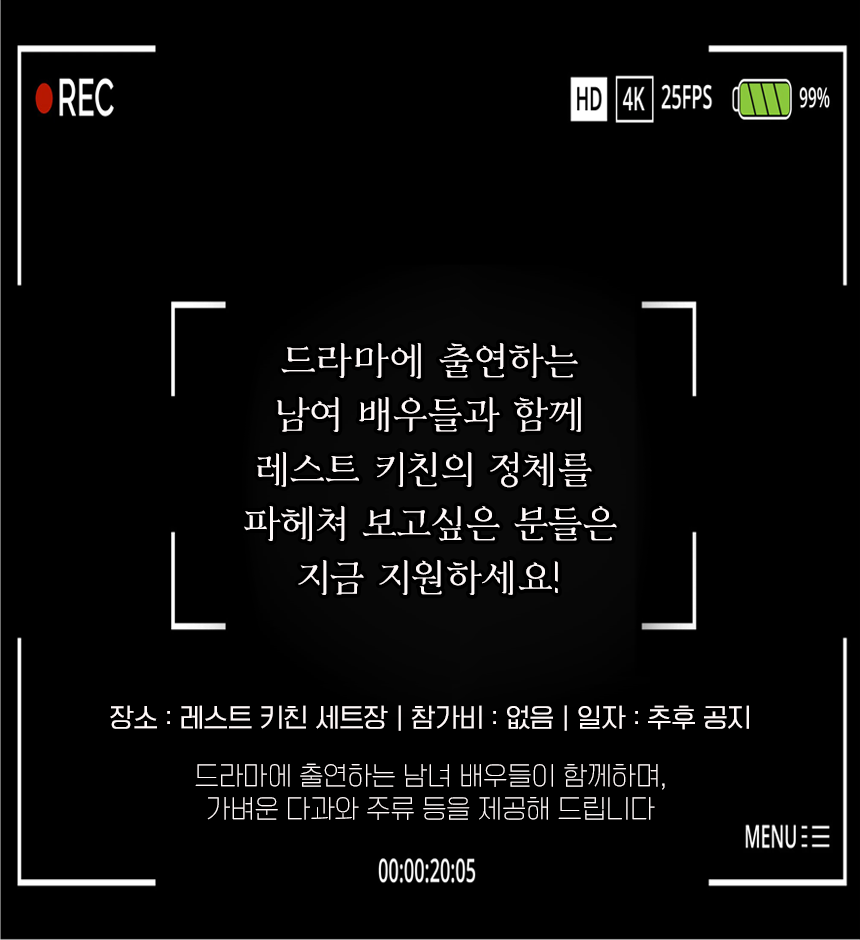 REC
HD 4K 25FPS 99%
드라마에 출연하는
남여 배우들과 함께
레스트 키친의 정체를
파헤쳐 보고싶은 분들은
지금 지원하세요!
장소 : 레스트 키친 세트장 | 참가비 : 없음 | 일자 : 추후 공지
드라마에 출연하는 남녀 배우들이 함께하며,
가벼운 다과와 주류 등을 제공해 드립니다
MENU
00:00:20:05